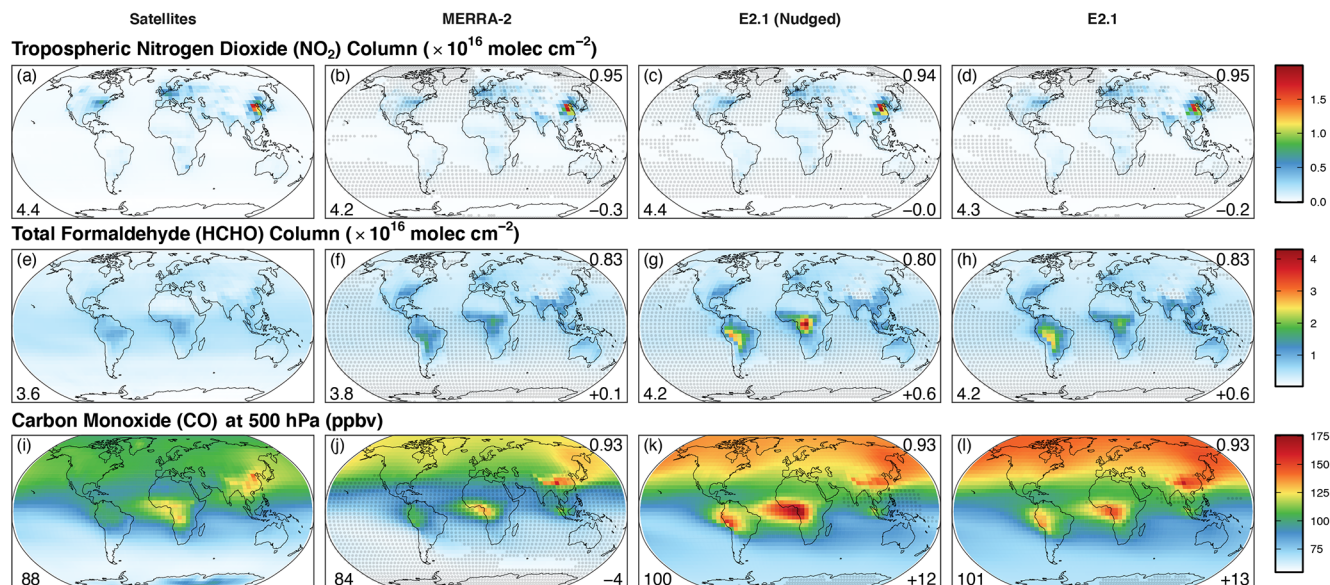 Satellites MERRA-2 E2.1 (Nudged) E2.1
Tropospheric Nitrogen Dioxide (NO₂) Column (×10¹⁶ molec cm⁻²)
(a) (b) 0.95 (c) 0.94 (d) 0.95
1.5
1.0
0.5
0.0
4.4 4.2 −0.3 4.4 −0.0 4.3 −0.2
Total Formaldehyde (HCHO) Column (×10¹⁶ molec cm⁻²)
(e) (f) 0.83 (g) 0.80 (h) 0.83
4
3
2
1
3.6 3.8 +0.1 4.2 +0.6 4.2 +0.6
Carbon Monoxide (CO) at 500 hPa (ppbv)
(i) (j) 0.93 (k) 0.93 (l) 0.93
175
150
125
100
75
88 84 −4 100 +12 101 +13